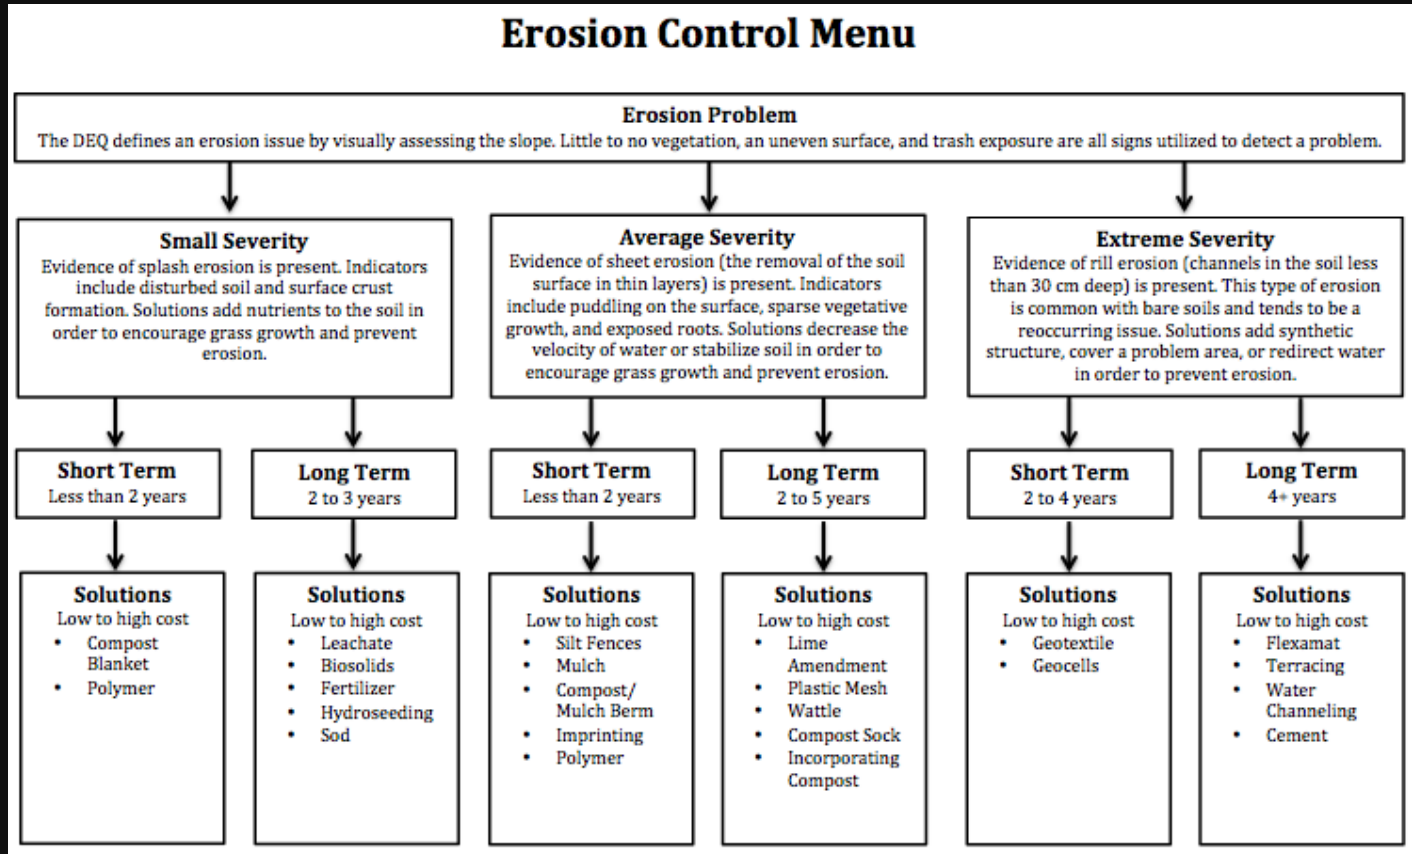 Erosion Control Menu
Erosion Problem
The DEQ defines an erosion issue by visually assessing the slope. Little to no vegetation, an uneven surface, and trash exposure are all signs utilized to detect a problem.
Small Severity
Evidence of splash erosion is present. Indicators
include disturbed soil and surface crust
formation. Solutions add nutrients to the soil in
order to encourage grass growth and prevent
erosion.
Average Severity
Evidence of sheet erosion (the removal of the soil
surface in thin layers) is present. Indicators
include puddling on the surface, sparse vegetative
growth, and exposed roots. Solutions decrease the
velocity of water or stabilize soil in order to
encourage grass growth and prevent erosion.
Extreme Severity
Evidence of rill erosion (channels in the soil less
than 30 cm deep) is present. This type of erosion
is common with bare soils and tends to be a
reoccurring issue. Solutions add synthetic
structure, cover a problem area, or redirect water
in order to prevent erosion.
Short Term
Less than 2 years
Long Term
2 to 3 years
Short Term
Less than 2 years
Long Term
2 to 5 years
Short Term
2 to 4 years
Long Term
4+ years
Solutions
Low to high cost
• Compost
Blanket
• Polymer
Solutions
Low to high cost
• Leachate
• Biosolids
• Fertilizer
• Hydroseeding
• Sod
Solutions
Low to high cost
• Silt Fences
• Mulch
• Compost/
Mulch Berm
• Imprinting
• Polymer
Solutions
Low to high cost
• Lime
Amendment
• Plastic Mesh
• Wattle
• Compost Sock
• Incorporating
Compost
Solutions
Low to high cost
• Geotextile
• Geocells
Solutions
Low to high cost
• Flexamat
• Terracing
• Water
Channeling
• Cement